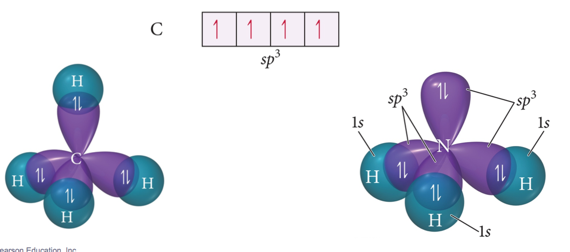 C
↿ ↿ ↿ ↿
sp³
H
⥮
C
H
⥮
⥮
H
⥮
H
⥮
sp³
sp³
1s
1s
N
H
⥮
⥮
H
⥮
H
1s
earson Education, Inc.